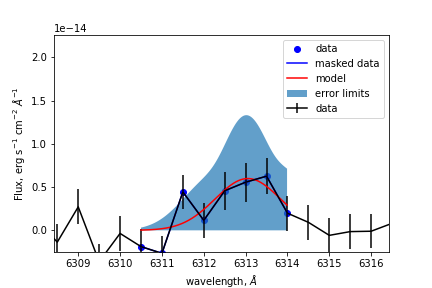 1e−14
data
masked data
model
error limits
data
2.0
1.5
1.0
0.5
0.0
Flux, erg s⁻¹ cm⁻² Å⁻¹
6309 6310 6311 6312 6313 6314 6315 6316
wavelength, Å